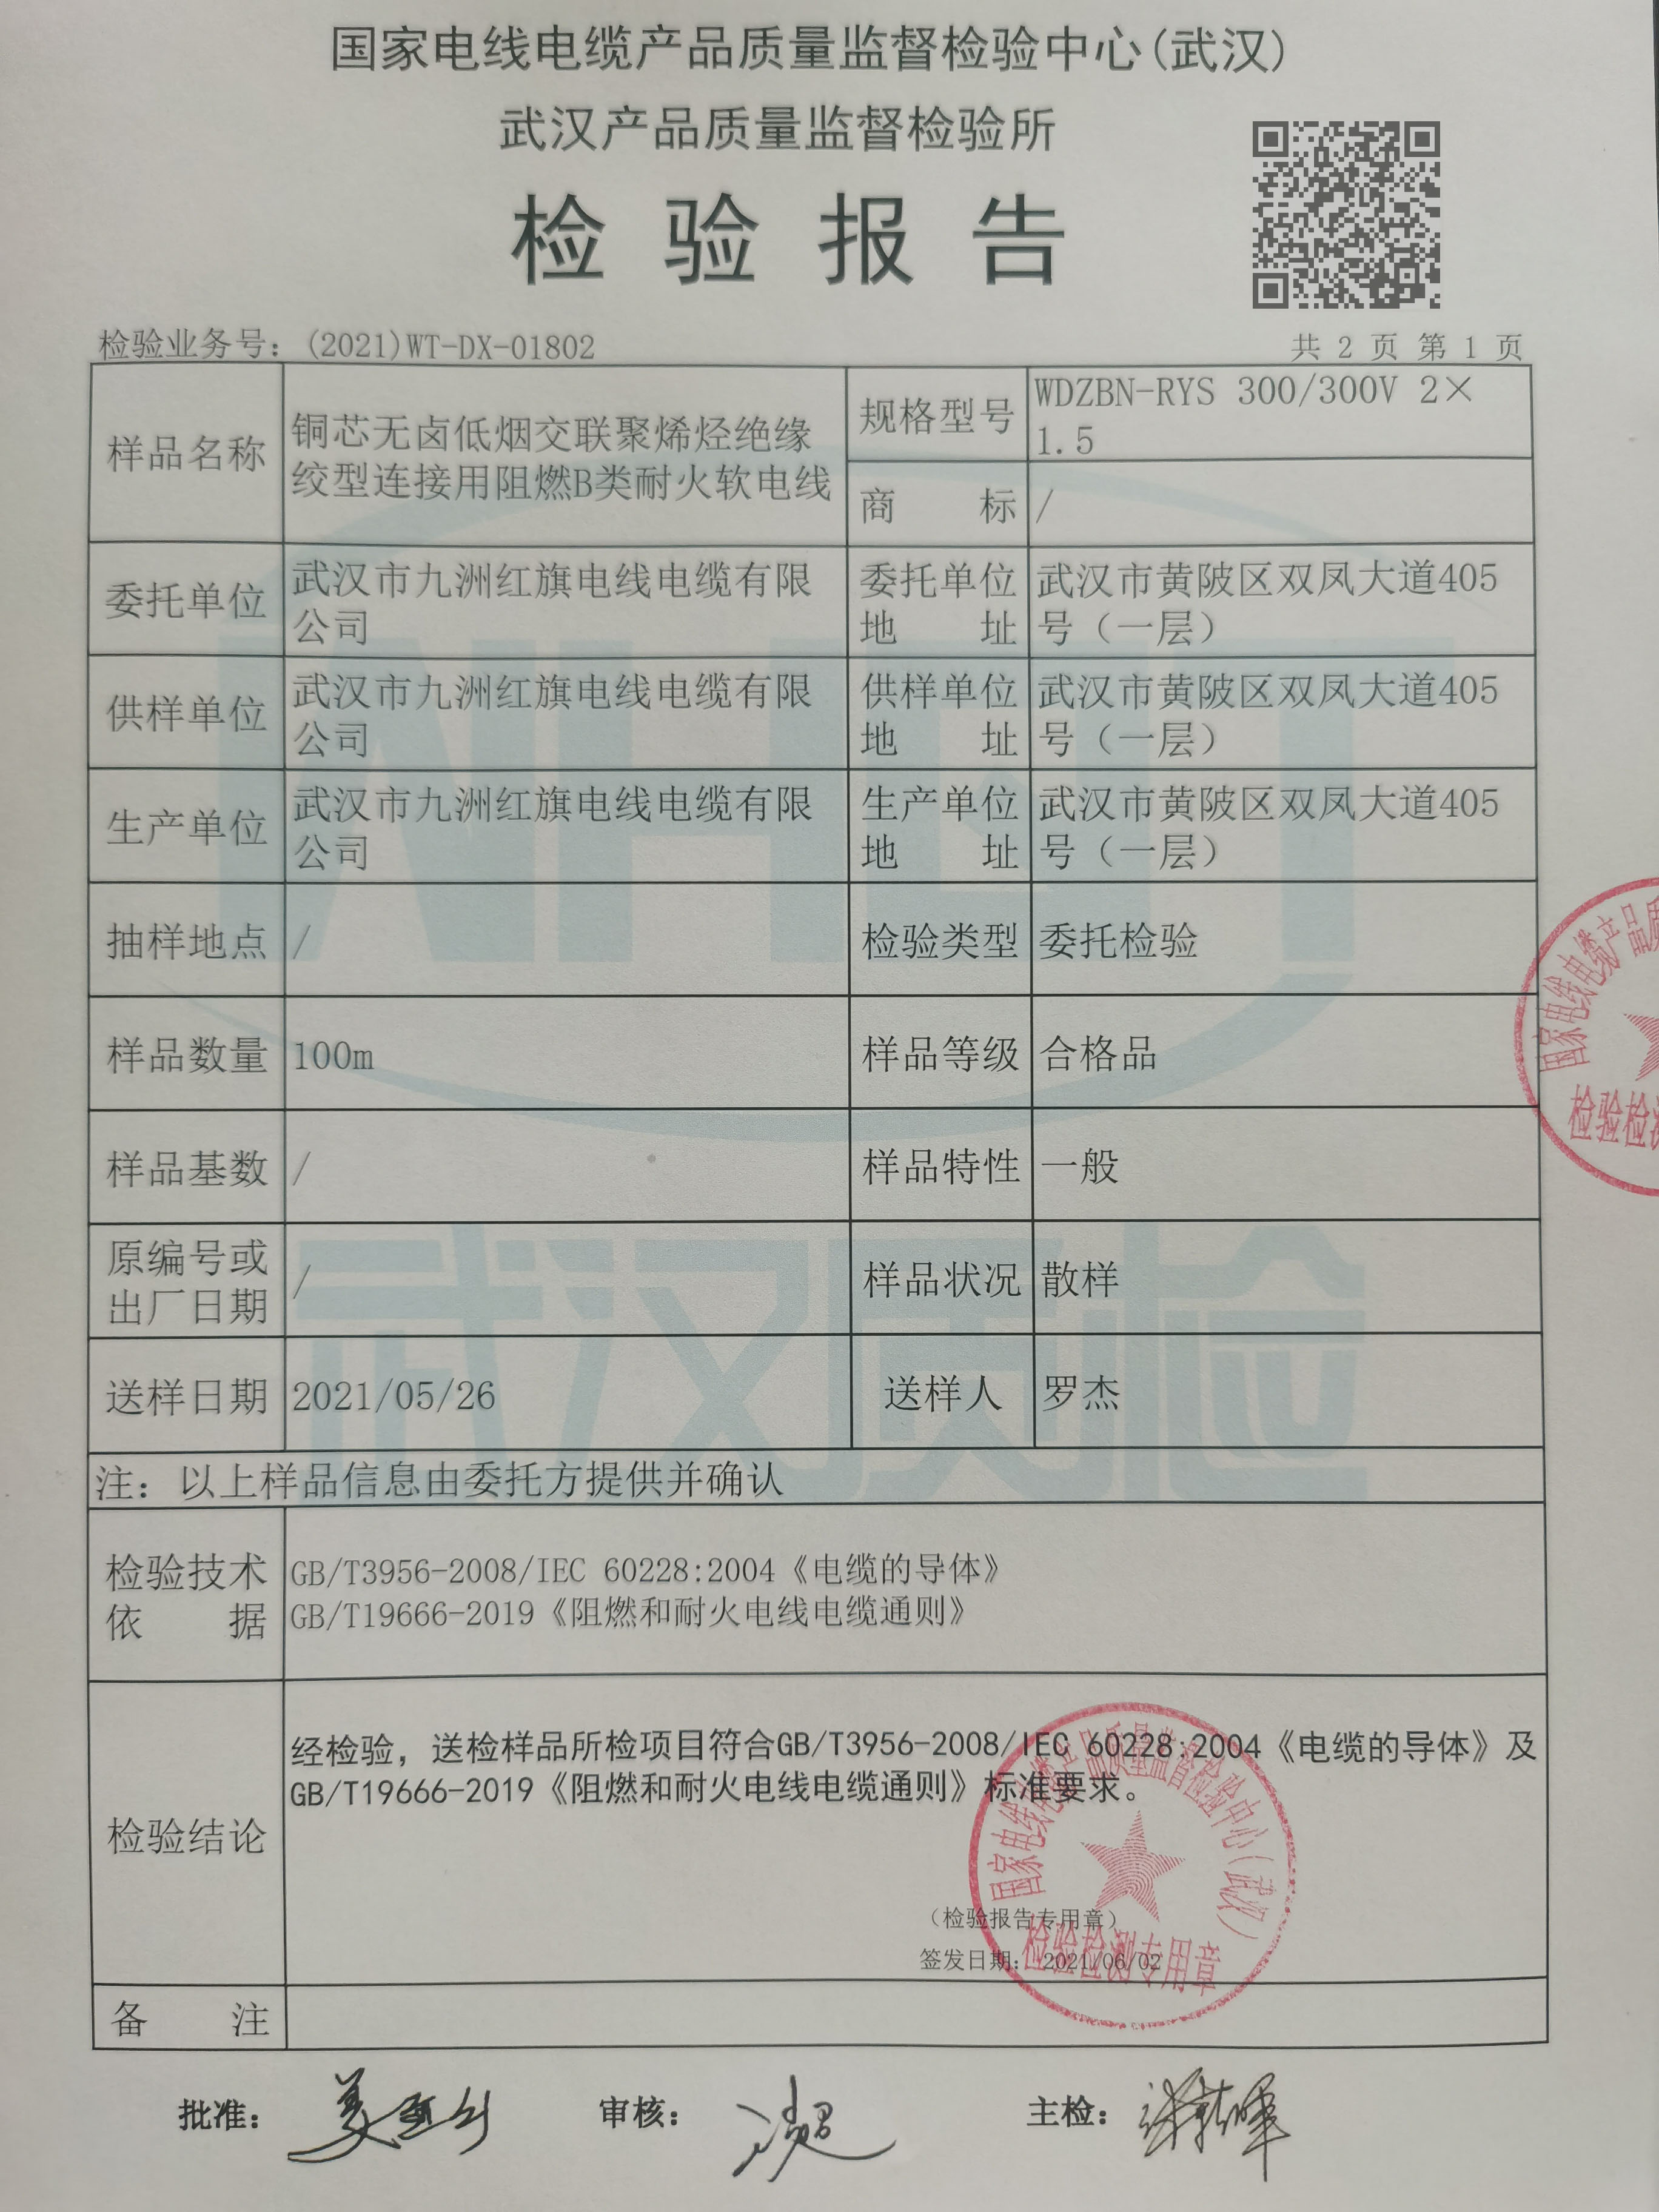 国家电线电缆产品质量监督检验中心(武汉)
武汉产品质量监督检验所
检验报告
检验业务号：(2021)WT-DX-01802
共 2 页 第 1 页
样品名称
铜芯无卤低烟交联聚烯烃绝缘
绞型连接用阻燃B类耐火软电线
规格型号
WDZBN-RYS 300/300V 2×
1.5
商 标
/
委托单位
武汉市九洲红旗电线电缆有限
公司
委托单位
地 址
武汉市黄陂区双凤大道405
号（一层）
供样单位
武汉市九洲红旗电线电缆有限
公司
供样单位
地 址
武汉市黄陂区双凤大道405
号（一层）
生产单位
武汉市九洲红旗电线电缆有限
公司
生产单位
地 址
武汉市黄陂区双凤大道405
号（一层）
抽样地点
/
检验类型
委托检验
样品数量
100m
样品等级
合格品
样品基数
/
样品特性
一般
原编号或
出厂日期
/
样品状况
散样
送样日期
2021/05/26
送样人
罗杰
注：以上样品信息由委托方提供并确认
检验技术
依 据
GB/T3956-2008/IEC 60228:2004《电缆的导体》
GB/T19666-2019《阻燃和耐火电线电缆通则》
检验结论
经检验，送检样品所检项目符合GB/T3956-2008/IEC 60228:2004《电缆的导体》及
GB/T19666-2019《阻燃和耐火电线电缆通则》标准要求。
（检验报告专用章）
签发日期：2021/06/02
国家电线电缆产品质量监督检验中心(武汉)
检验检测专用章
国家电线电缆产品质
检验检测
武汉质检
备 注
批准：
审核：
主检：